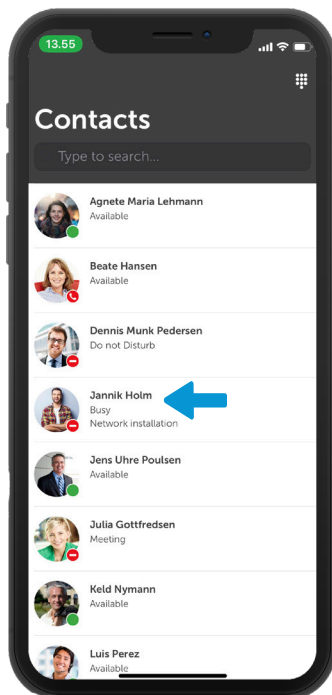 13.55
Contacts
Type to search...
Agnete Maria Lehmann
Available
Beate Hansen
Available
Dennis Munk Pedersen
Do not Disturb
Jannik Holm
Busy
Network installation
Jens Uhre Poulsen
Available
Julia Gottfredsen
Meeting
Keld Nymann
Available
Luis Perez
Available